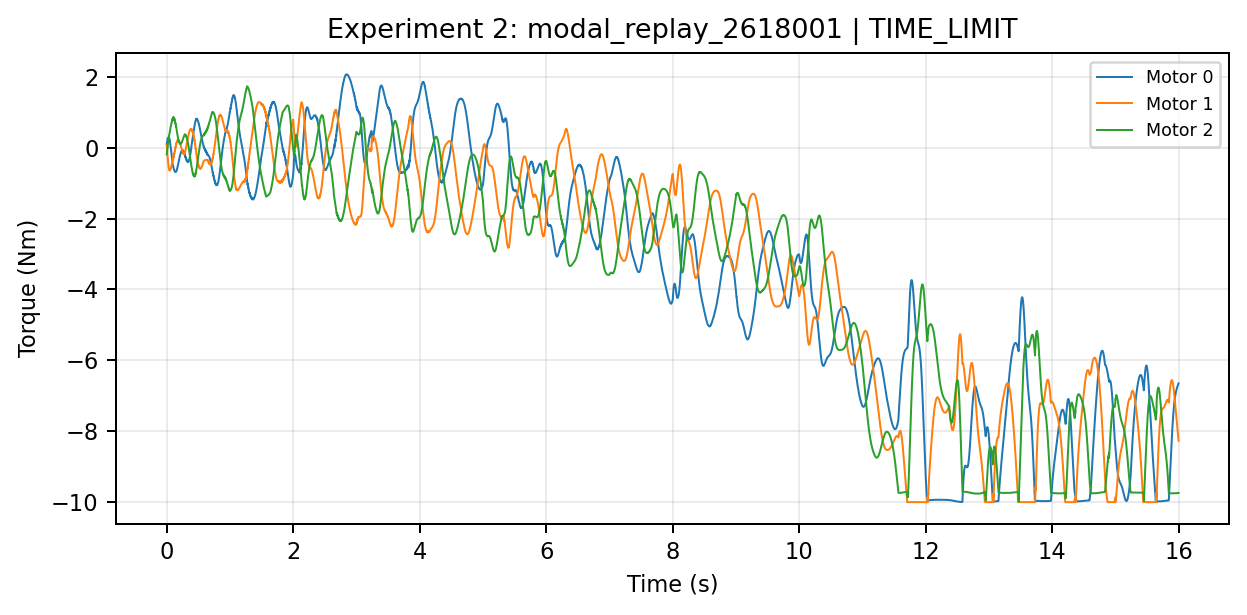 Experiment 2: modal_replay_2618001 | TIME_LIMIT
Torque (Nm)
2
0
−2
−4
−6
−8
−10
Motor 0
Motor 1
Motor 2
0 2 4 6 8 10 12 14 16
Time (s)